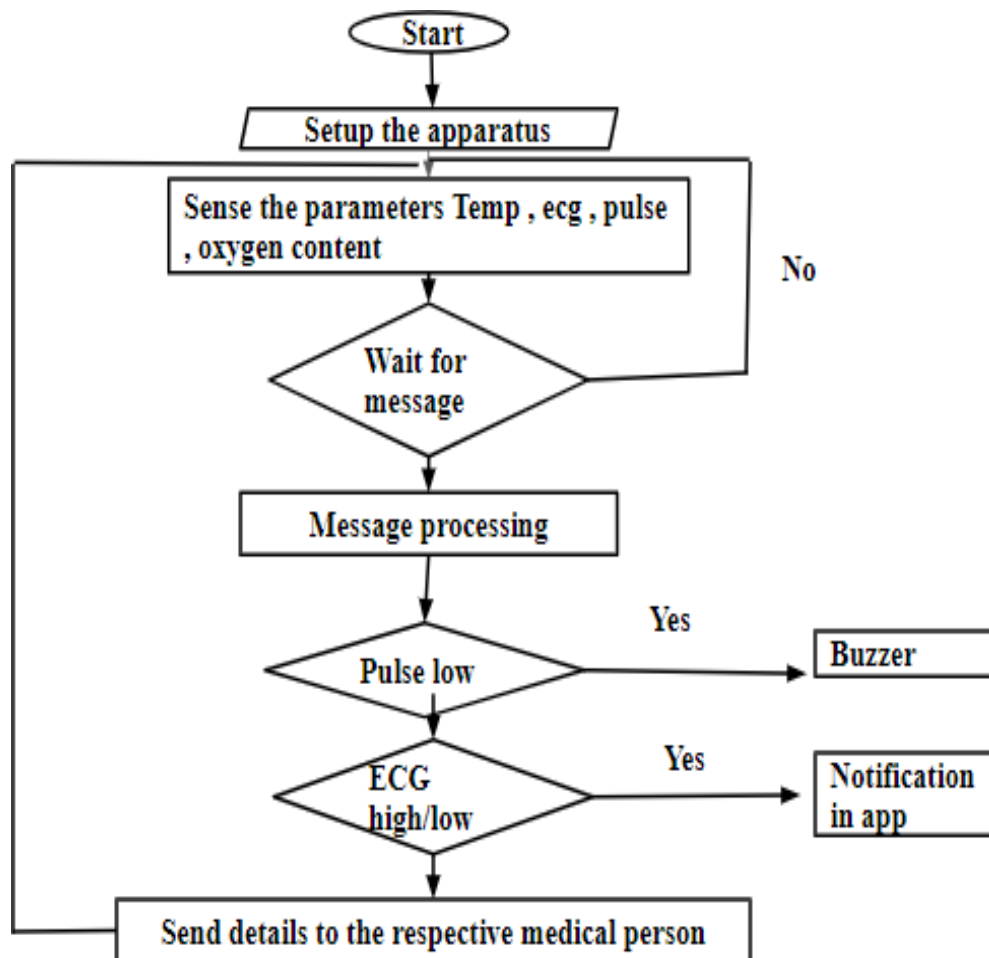 Start
Setup the apparatus
Sense the parameters Temp , ecg , pulse
, oxygen content
No
Wait for
message
Message processing
Yes
Pulse low
Buzzer
Yes
ECG
high/low
Notification
in app
Send details to the respective medical person